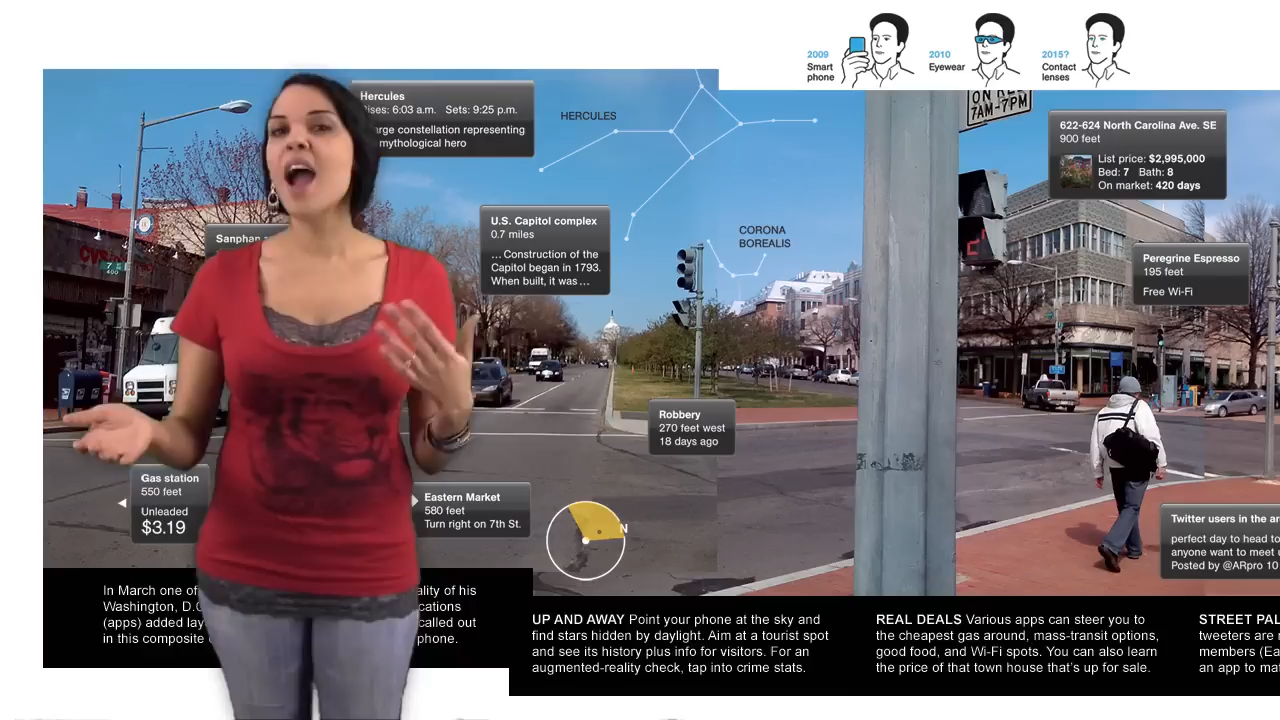 2009
Smart
phone
2010
Eyewear
2015?
Contact
lenses
Hercules
ises: 6:03 a.m. Sets: 9:25 p.m.
arge constellation representing
mythological hero
HERCULES
ON RE
7AM-7PM
622-624 North Carolina Ave. SE
900 feet
List price: $2,995,000
Bed: 7 Bath: 8
On market: 420 days
U.S. Capitol complex
0.7 miles
... Construction of the
Capitol began in 1793.
When built, it was ...
CORONA
BOREALIS
Sanphan
7
400
Peregrine Espresso
195 feet
Free Wi-Fi
Robbery
270 feet west
18 days ago
Gas station
550 feet
Unleaded
$3.19
Eastern Market
580 feet
Turn right on 7th St.
N
Twitter users in the ar
perfect day to head to
anyone want to meet
Posted by @ARpro 10
In March one of ality of his
Washington, D.C cations
(apps) added lay called out
in this composite phone.
UP AND AWAY Point your phone at the sky and
find stars hidden by daylight. Aim at a tourist spot
and see its history plus info for visitors. For an
augmented-reality check, tap into crime stats.
REAL DEALS Various apps can steer you to
the cheapest gas around, mass-transit options,
good food, and Wi-Fi spots. You can also learn
the price of that town house that's up for sale.
STREET PAL
tweeters are
members (Ea
an app to ma